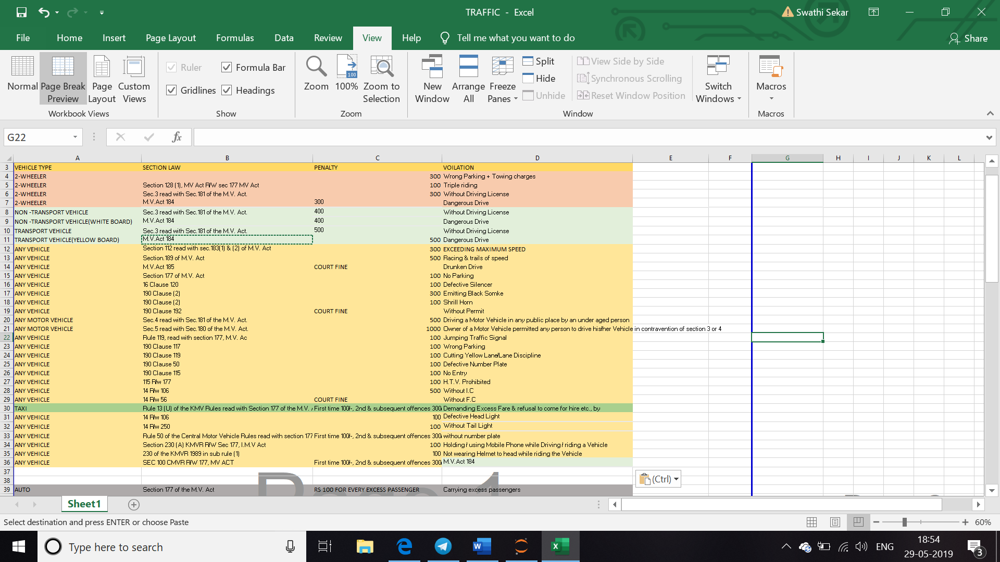 TRAFFIC - Excel
Swathi Sekar
File Home Insert Page Layout Formulas Data Review View Help Tell me what you want to do Share
Normal Page Break Preview Page Layout Custom Views
Workbook Views
Ruler Formula Bar
Gridlines Headings
Show
Zoom 100% Zoom to Selection
Zoom
New Window Arrange All Freeze Panes
Split
Hide
Unhide
View Side by Side
Synchronous Scrolling
Reset Window Position
Window
Switch Windows
Macros
Macros
G22 fx
A B C D E F G H I J K L
3 VEHICLE TYPE SECTION LAW PENALTY VOILATION
4 2-WHEELER 300 Wrong Parking + Towing charges
5 2-WHEELER Section 128 (1), MV Act R/W sec 177 MV Act 100 Triple riding
6 2-WHEELER Sec.3 read with Sec.181 of the M.V. Act. 300 Without Driving License
7 2-WHEELER M.V.Act 184 300 Dangerous Drive
8 NON -TRANSPORT VEHICLE Sec.3 read with Sec.181 of the M.V. Act. 400 Without Driving License
9 NON -TRANSPORT VEHICLE(WHITE BOARD) M.V.Act 184 400 Dangerous Drive
10 TRANSPORT VEHICLE Sec.3 read with Sec.181 of the M.V. Act. 500 Without Driving License
11 TRANSPORT VEHICLE(YELLOW BOARD) M.V.Act 184 500 Dangerous Drive
12 ANY VEHICLE Section 112 read with sec.183(1) & (2) of M.V. Act 300 EXCEEDING MAXIMUM SPEED
13 ANY VEHICLE Section.189 of M.V. Act 500 Racing & trails of speed
14 ANY VEHICLE M.V.Act 185 COURT FINE Drunken Drive
15 ANY VEHICLE Section 177 of M.V. Act 100 No Parking
16 ANY VEHICLE 16 Clause 120 100 Defective Silencer
17 ANY VEHICLE 190 Clause (2) 300 Emitting Black Somke
18 ANY VEHICLE 190 Clause (2) 100 Shrill Horn
19 ANY VEHICLE 190 Clause 192 COURT FINE Without Permit
20 ANY MOTOR VEHICLE Sec.4 read with Sec.181 of the M.V. Act. 500 Driving a Motor Vehicle in any public place by an under aged person
21 ANY MOTOR VEHICLE Sec.5 read with Sec.180 of the M.V. Act. 1000 Owner of a Motor Vehicle permitted any person to drive his/her Vehicle in contravention of section 3 or 4
22 ANY VEHICLE Rule 119, read with section 177, M.V. Ac 100 Jumping Traffic Signal
23 ANY VEHICLE 190 Clause 117 100 Wrong Parking
24 ANY VEHICLE 190 Clause 119 100 Cutting Yellow Lane/Lane Discipline
25 ANY VEHICLE 190 Clause 50 100 Defective Number Plate
26 ANY VEHICLE 190 Clause 115 100 No Entry
27 ANY VEHICLE 115 R/w 177 100 H.T.V. Prohibited
28 ANY VEHICLE 14 R/w 106 500 Without I.C
29 ANY VEHICLE 14 R/w 56 COURT FINE Without F.C
30 TAXI Rule 13 (U) of the KMV Rules read with Section 177 of the M.V. First time 100/-, 2nd & subsequent offences 300 Demanding Excess Fare & refusal to come for hire etc., by
31 ANY VEHICLE 14 R/w 106 100 Defective Head Light
32 ANY VEHICLE 14 R/w 250 100 Without Tail Light
33 ANY VEHICLE Rule 50 of the Central Motor Vehicle Rules read with section 177 First time 100/-, 2nd & subsequent offences 300 without number plate
34 ANY VEHICLE Section 230 (A) KMVR R/W Sec 177, I.M.V Act 100 Holding / using Mobile Phone while Driving / riding a Vehicle
35 ANY VEHICLE 230 of the KMVR 1989 in sub rule (1) 100 Not wearing Helmet to head while riding the Vehicle
36 ANY VEHICLE SEC 100 CMVR R/W 177, MV ACT First time 100/-, 2nd & subsequent offences 300 M.V.Act 184
37
38
39 AUTO Section 177 of the M.V. Act RS 100 FOR EVERY EXCESS PASSENGER Carrying excess passengers
(Ctrl)
Sheet1
Select destination and press ENTER or choose Paste
60%
Type here to search
ENG
18:54
29-05-2019
3